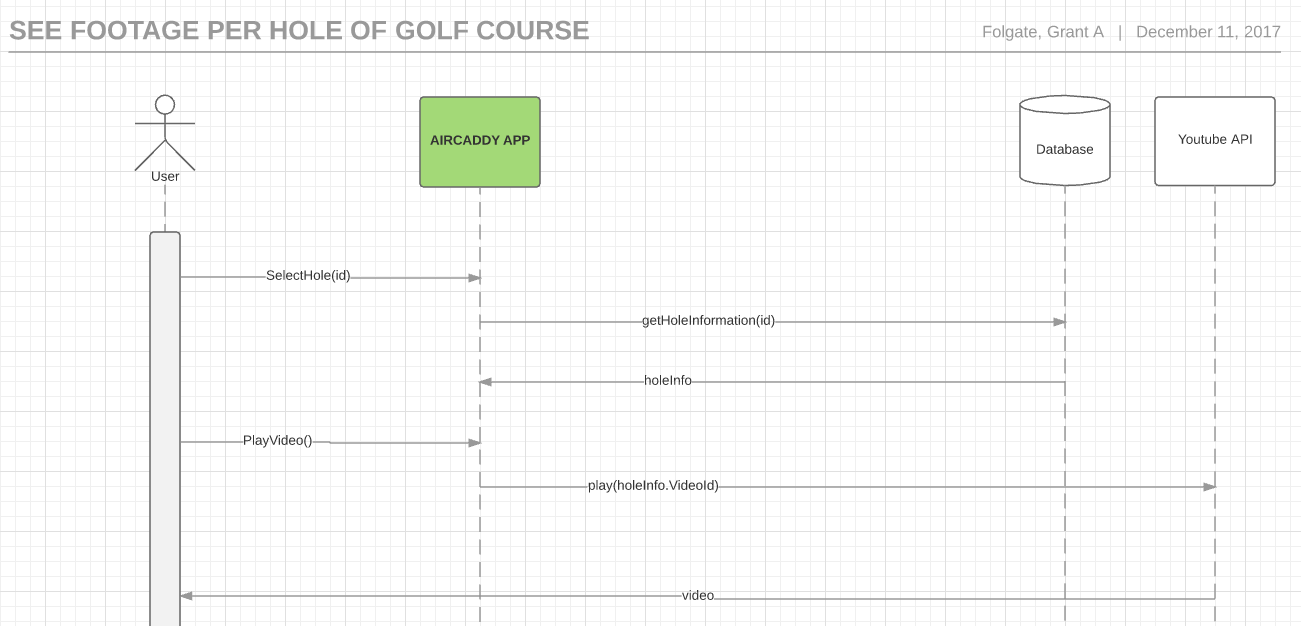 SEE FOOTAGE PER HOLE OF GOLF COURSE
Folgate, Grant A | December 11, 2017
User
AIRCADDY APP
Database
Youtube API
SelectHole(id)
getHoleInformation(id)
holeInfo
PlayVideo()
play(holeInfo.VideoId)
video